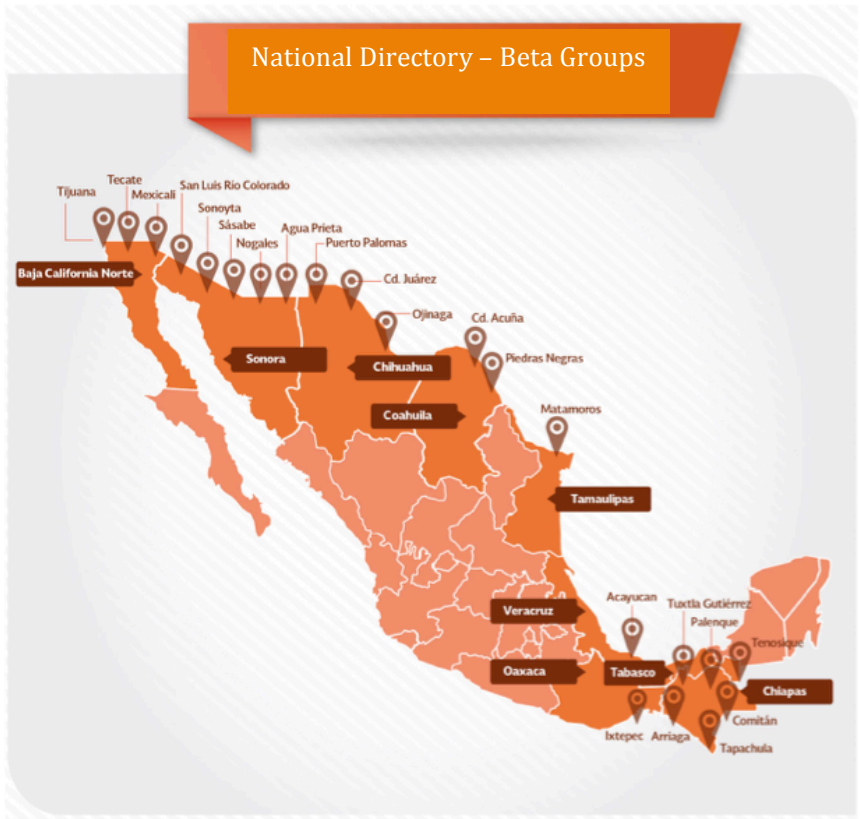 National Directory – Beta Groups
Tijuana
Tecate
Mexicali
San Luis Río Colorado
Sonoyta
Sásabe
Nogales
Agua Prieta
Puerto Palomas
Cd. Juárez
Ojinaga
Cd. Acuña
Piedras Negras
Matamoros
Baja California Norte
Sonora
Chihuahua
Coahuila
Tamaulipas
Veracruz
Acayucan
Tuxtla Gutiérrez
Palenque
Tenosique
Oaxaca
Tabasco
Chiapas
Comitán
Ixtepec
Arriaga
Tapachula